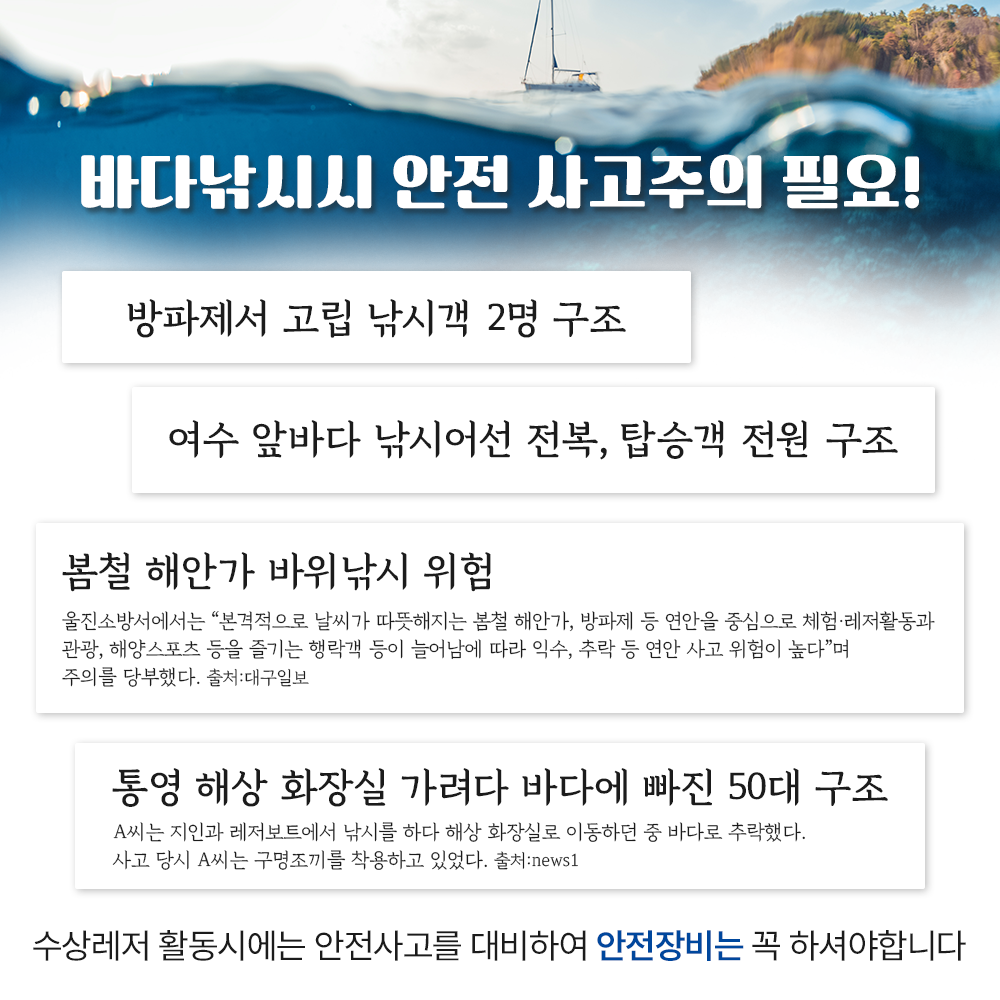 바다낚시시 안전 사고주의 필요!
방파제서 고립 낚시객 2명 구조
여수 앞바다 낚시어선 전복, 탑승객 전원 구조
봄철 해안가 바위낚시 위험
울진소방서에서는 “본격적으로 날씨가 따뜻해지는 봄철 해안가, 방파제 등 연안을 중심으로 체험·레저활동과
관광, 해양스포츠 등을 즐기는 행락객 등이 늘어남에 따라 익수, 추락 등 연안 사고 위험이 높다”며
주의를 당부했다. 출처:대구일보
통영 해상 화장실 가려다 바다에 빠진 50대 구조
A씨는 지인과 레저보트에서 낚시를 하다 해상 화장실로 이동하던 중 바다로 추락했다.
사고 당시 A씨는 구명조끼를 착용하고 있었다. 출처:news1
수상레저 활동시에는 안전사고를 대비하여 안전장비는 꼭 하셔야합니다